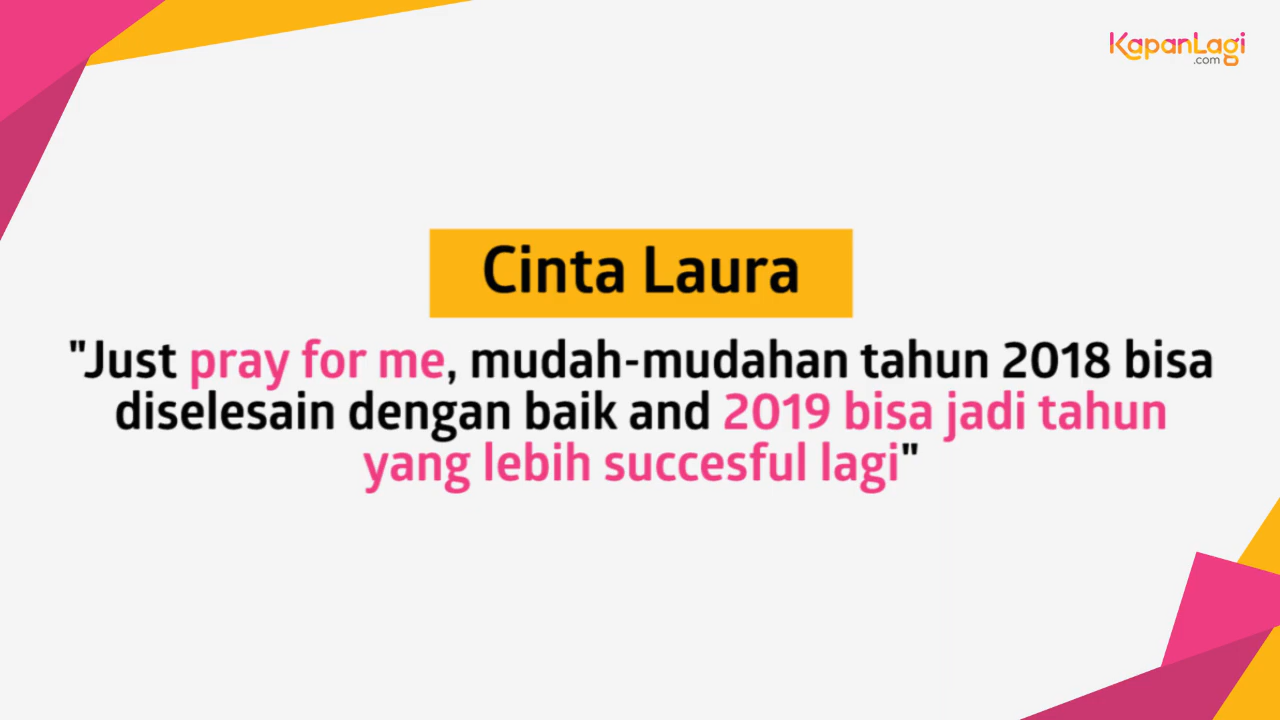 KapanLagi
.com
Cinta Laura
"Just pray for me, mudah-mudahan tahun 2018 bisa
diselesain dengan baik and 2019 bisa jadi tahun
yang lebih succesful lagi"